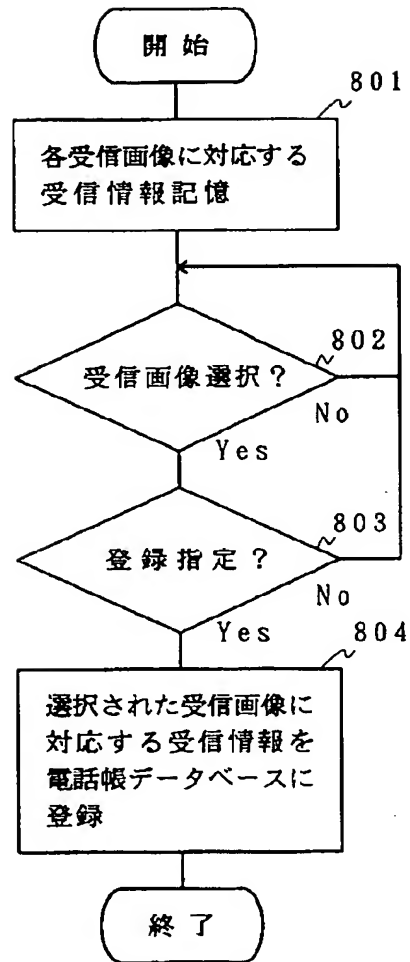 開始
801
各受信画像に対応する
受信情報記憶
802
受信画像選択？
No
Yes
803
登録指定？
No
Yes
804
選択された受信画像に
対応する受信情報を
電話帳データベースに
登録
終了